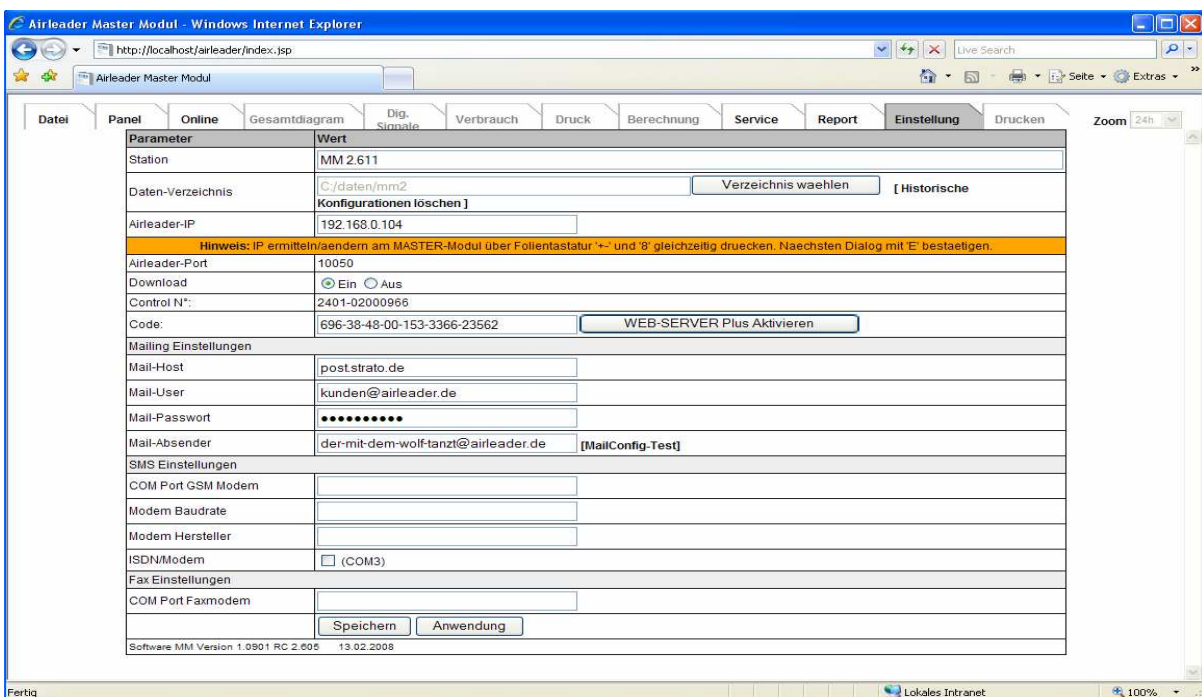 Airleader Master Modul - Windows Internet Explorer
http://localhost/airleader/index.jsp
Live Search
Airleader Master Modul
Seite
Extras
Datei Panel Online Gesamtdiagram Dig. Signale Verbrauch Druck Berechnung Service Report Einstellung Drucken Zoom 24h
Parameter Wert
Station MM 2.611
Daten-Verzeichnis C:/daten/mm2 Verzeichnis waehlen [ Historische
Konfigurationen löschen ]
Airleader-IP 192.168.0.104
Hinweis: IP ermitteln/aendern am MASTER-Modul über Folientastatur '+-' und '8' gleichzeitig druecken. Naechsten Dialog mit 'E' bestaetigen.
Airleader-Port 10050
Download Ein Aus
Control N°: 2401-02000966
Code: 696-38-48-00-153-3366-23562 WEB-SERVER Plus Aktivieren
Mailing Einstellungen
Mail-Host post.strato.de
Mail-User kunden@airleader.de
Mail-Passwort ●●●●●●●●●●
Mail-Absender der-mit-dem-wolf-tanzt@airleader.de [MailConfig-Test]
SMS Einstellungen
COM Port GSM Modem
Modem Baudrate
Modem Hersteller
ISDN/Modem (COM3)
Fax Einstellungen
COM Port Faxmodem
Speichern Anwendung
Software MM Version 1.0901 RC 2.605 13.02.2008
Fertig Lokales Intranet 100%